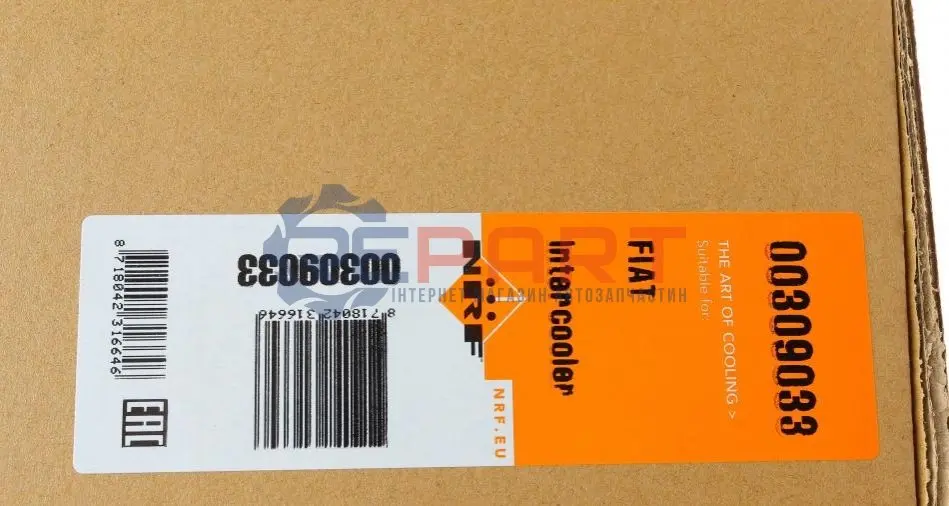 00309033
THE ART OF COOLING >
Suitable for:
FIAT
Intercooler
NRF
NRF.EU
00309033
8 718042 316646
8 718042 316646
EAC
DEPART
ІНТЕРНЕТ-МАГАЗИН АВТОЗАПЧАСТИН